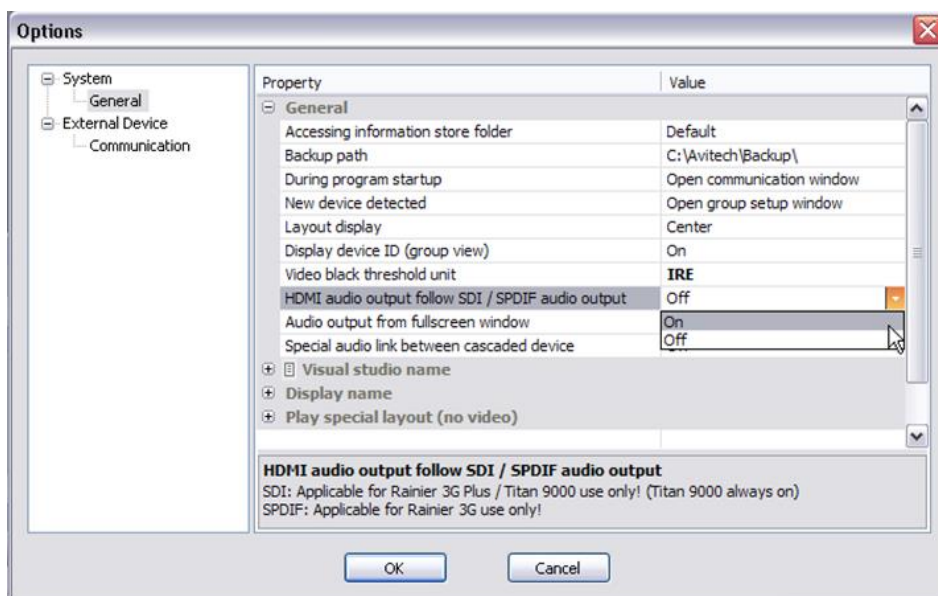 Options
System
General
External Device
Communication
Property Value
General
Accessing information store folder Default
Backup path C:\Avitech\Backup\
During program startup Open communication window
New device detected Open group setup window
Layout display Center
Display device ID (group view) On
Video black threshold unit IRE
HDMI audio output follow SDI / SPDIF audio output Off
Audio output from fullscreen window On
Special audio link between cascaded device Off
Visual studio name
Display name
Play special layout (no video)
HDMI audio output follow SDI / SPDIF audio output
SDI: Applicable for Rainier 3G Plus / Titan 9000 use only! (Titan 9000 always on)
SPDIF: Applicable for Rainier 3G use only!
OK Cancel